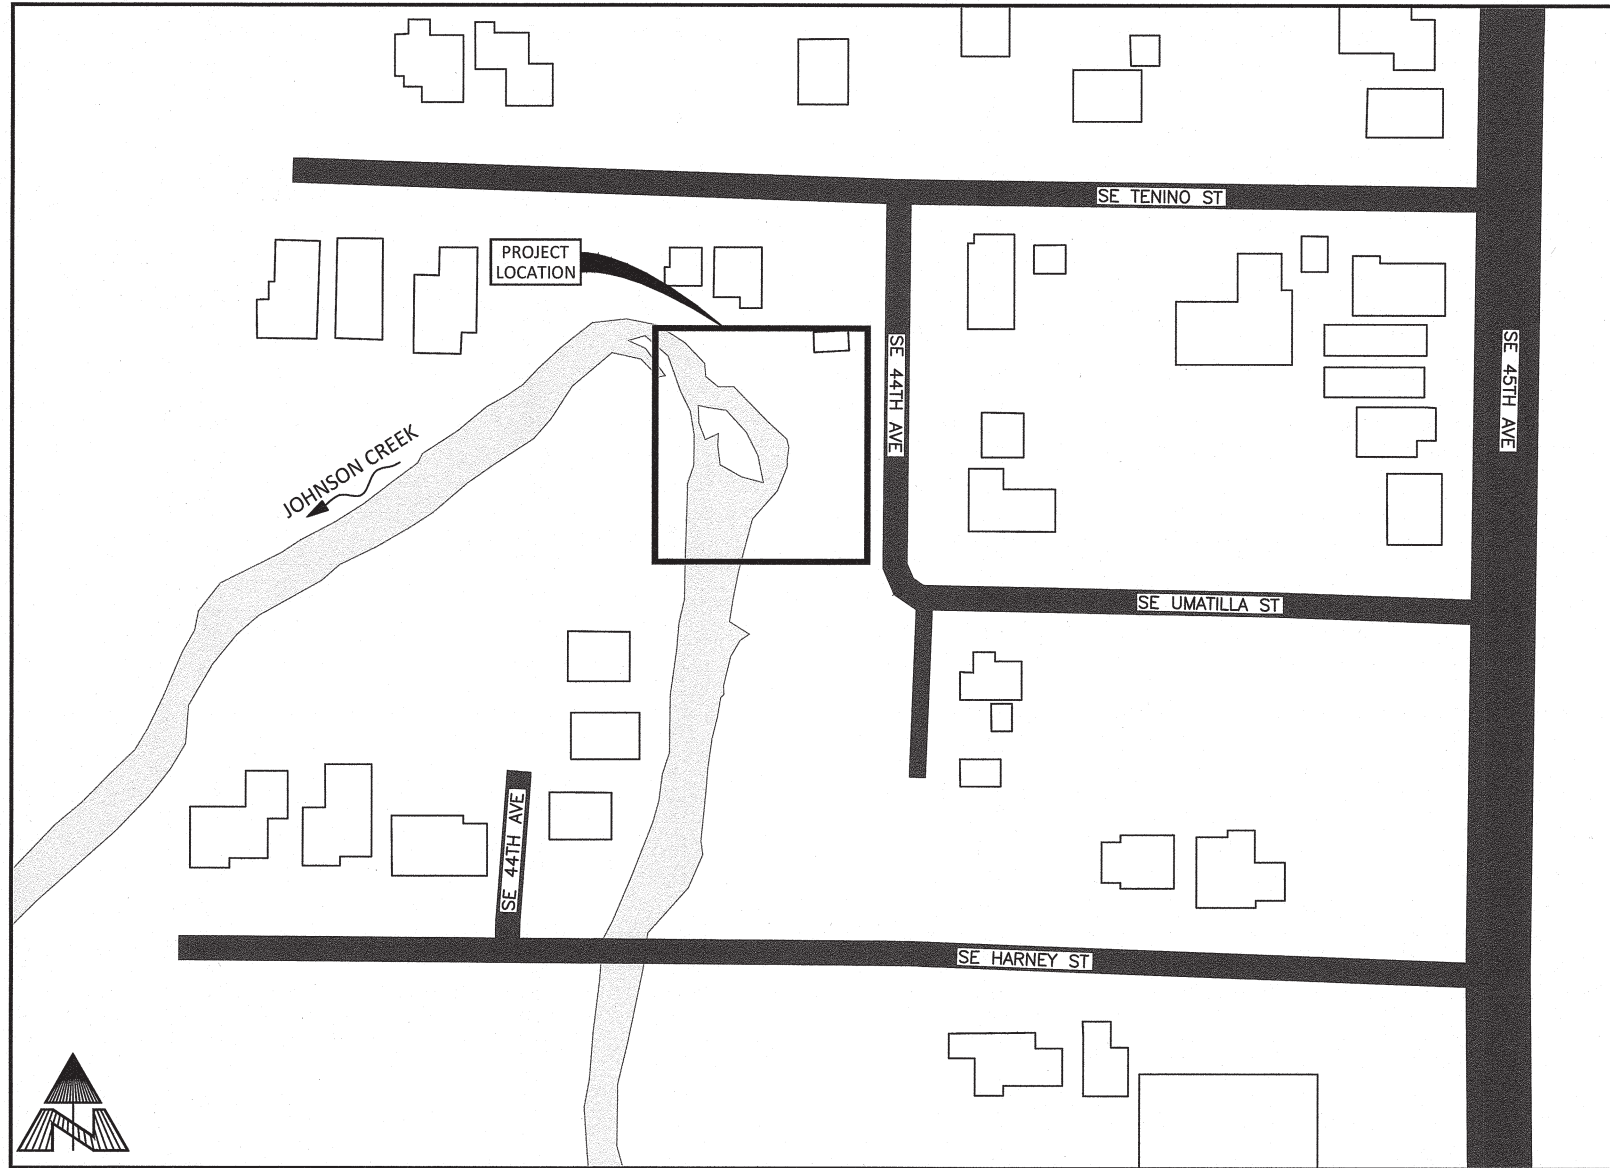 SE TENINO ST
PROJECT
LOCATION
SE 44TH AVE
SE 45TH AVE
JOHNSON CREEK
SE UMATILLA ST
SE 44TH AVE
SE HARNEY ST
N